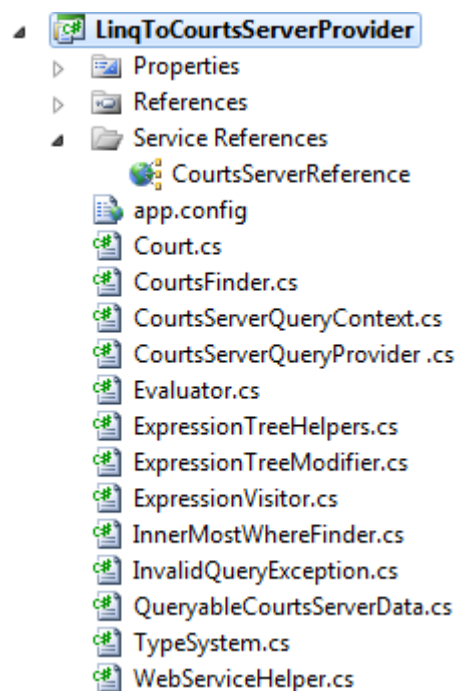 LinqToCourtsServerProvider
Properties
References
Service References
CourtsServerReference
app.config
Court.cs
CourtsFinder.cs
CourtsServerQueryContext.cs
CourtsServerQueryProvider .cs
Evaluator.cs
ExpressionTreeHelpers.cs
ExpressionTreeModifier.cs
ExpressionVisitor.cs
InnerMostWhereFinder.cs
InvalidQueryException.cs
QueryableCourtsServerData.cs
TypeSystem.cs
WebServiceHelper.cs